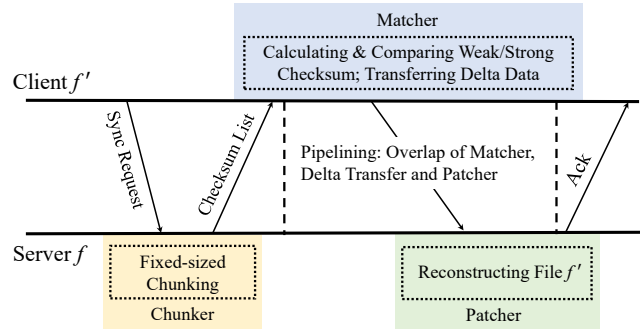 Matcher
Calculating & Comparing Weak/Strong
Checksum; Transferring Delta Data
Client f′
Sync Request
Checksum List
Pipelining: Overlap of Matcher,
Delta Transfer and Patcher
Ack
Server f
Fixed-sized
Chunking
Chunker
Reconstructing File f′
Patcher